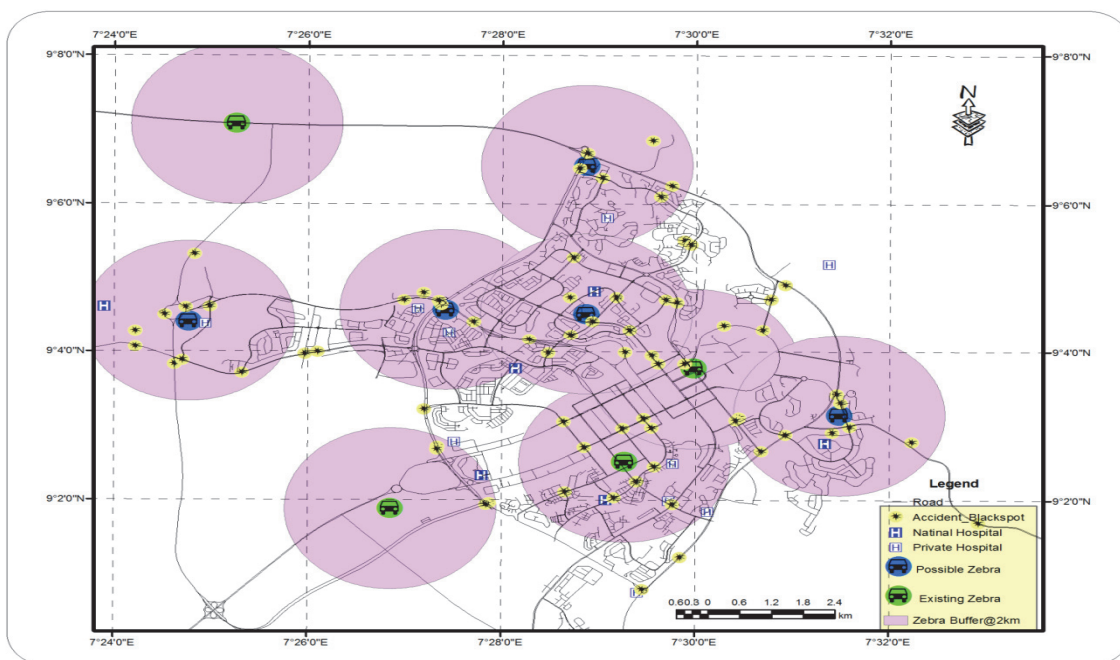 7°24'0"E 7°26'0"E 7°28'0"E 7°30'0"E 7°32'0"E
9°8'0"N 9°8'0"N
N
9°6'0"N 9°6'0"N
9°4'0"N 9°4'0"N
9°2'0"N 9°2'0"N
Legend
Road
Accident_Blackspot
Natinal Hospital
Private Hospital
Possible Zebra
Existing Zebra
Zebra Buffer@2km
0.60.3 0 0.6 1.2 1.8 2.4
km
7°24'0"E 7°26'0"E 7°28'0"E 7°30'0"E 7°32'0"E